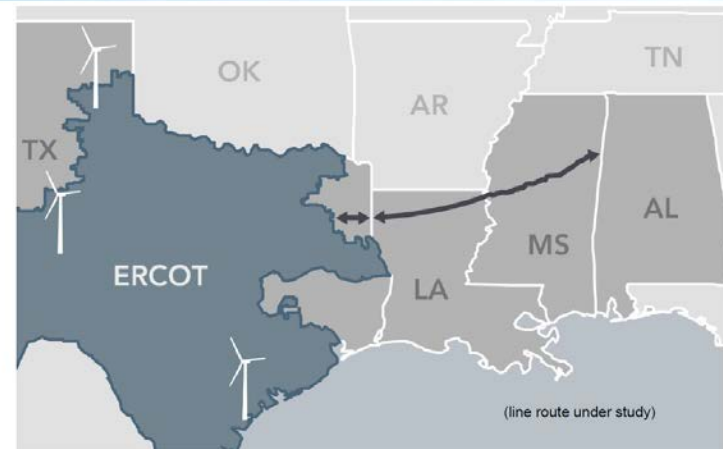 OK
TN
AR
TX
AL
MS
ERCOT
LA
(line route under study)